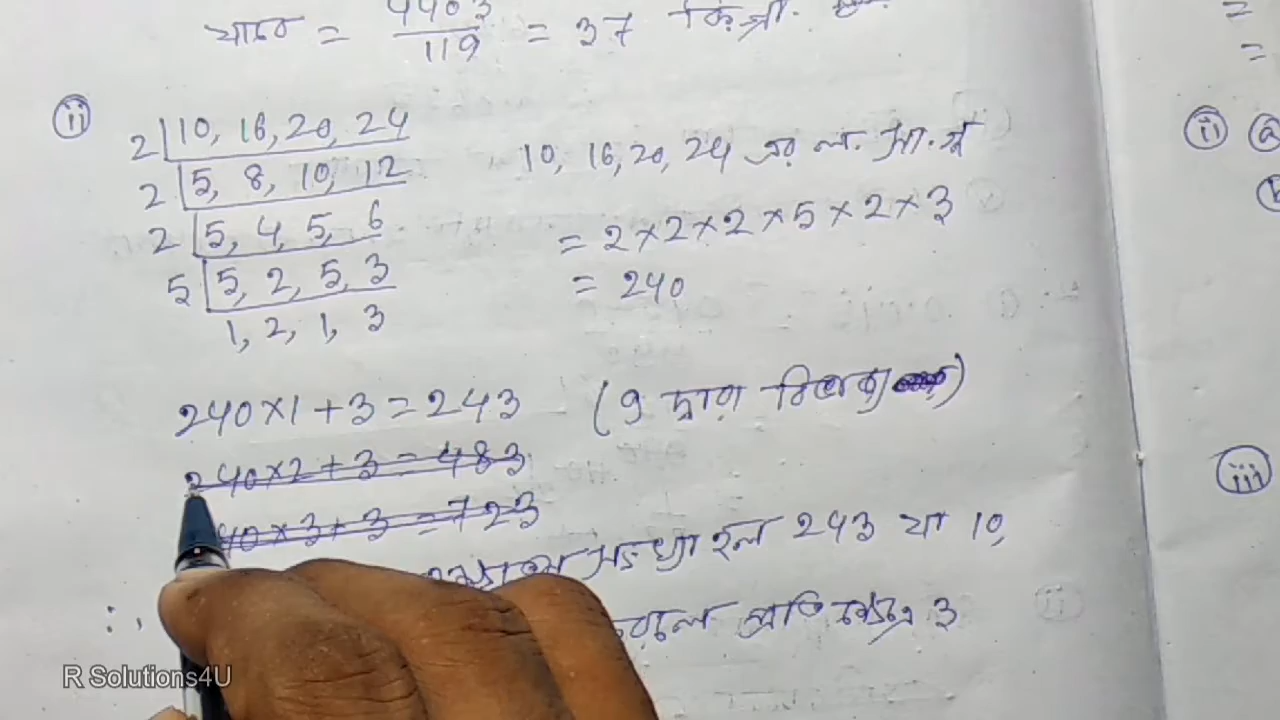 4403
যাবে = ―― = 37 কি.গ্রা.
119
ii
2 | 10, 16, 20, 24
2 | 5, 8, 10, 12
2 | 5, 4, 5, 6
5 | 5, 2, 5, 3
1, 2, 1, 3
10, 16, 20, 24 এর ল. সা. গু
= 2 × 2 × 2 × 5 × 2 × 3
= 240
240×1 + 3 = 243 (9 দ্বারা বিভাজ্য)
240×2 + 3 = 483
40×3 + 3 = 723
∴ সংখ্যা হল 243 যা 10,
করলে প্রতি ক্ষেত্রে 3
=
=
i a
b
iii
R Solutions4U